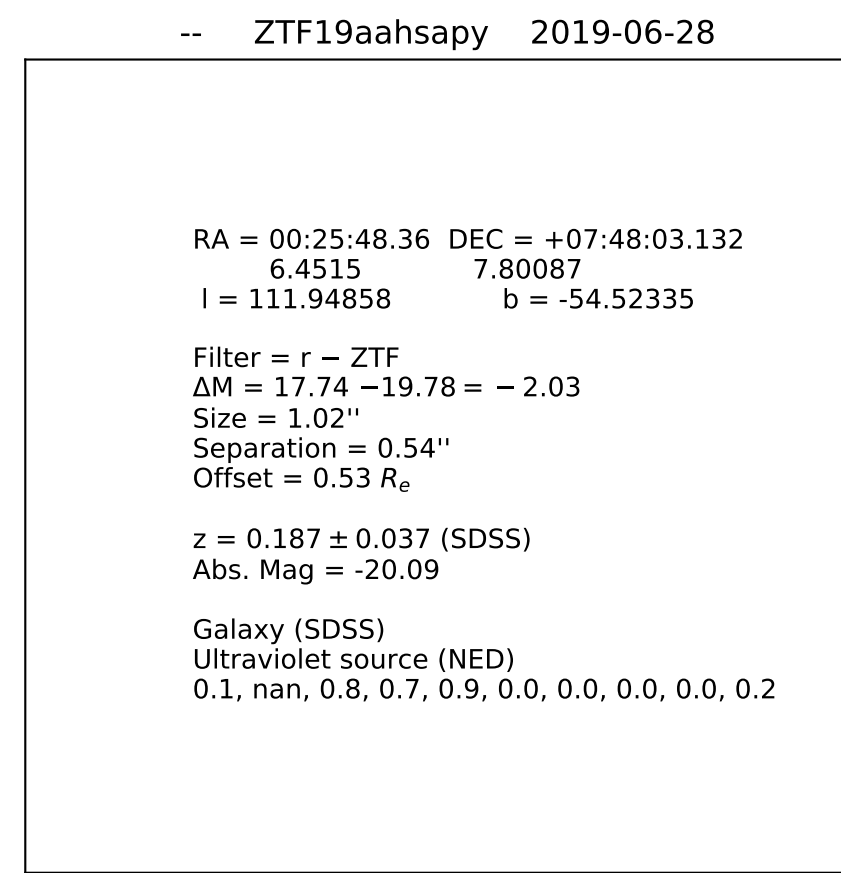 -- ZTF19aahsapy 2019-06-28
RA = 00:25:48.36 DEC = +07:48:03.132
6.4515 7.80087
l = 111.94858 b = -54.52335
Filter = r − ZTF
ΔM = 17.74 −19.78 = − 2.03
Size = 1.02''
Separation = 0.54''
Offset = 0.53 Rₑ
z = 0.187 ± 0.037 (SDSS)
Abs. Mag = -20.09
Galaxy (SDSS)
Ultraviolet source (NED)
0.1, nan, 0.8, 0.7, 0.9, 0.0, 0.0, 0.0, 0.0, 0.2